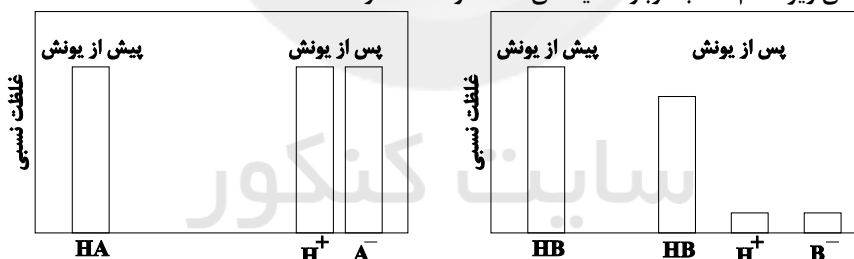 پیش از یونش
پس از یونش
غلظت نسبی
HA
H⁺
A⁻
پیش از یونش
پس از یونش
غلظت نسبی
HB
HB
H⁺
B⁻
سایت کنکور